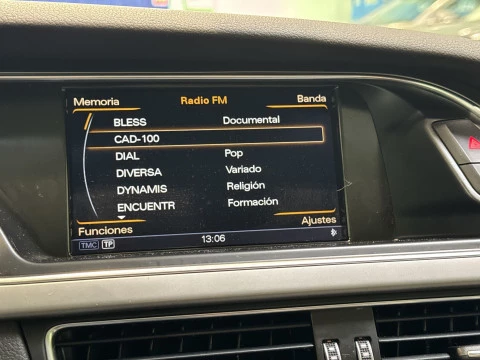 Memoria Radio FM Banda
BLESS Documental
CAD-100
DIAL Pop
DIVERSA Variado
DYNAMIS Religión
ENCUENTR Formación
Funciones Ajustes
TMC TP 13:06